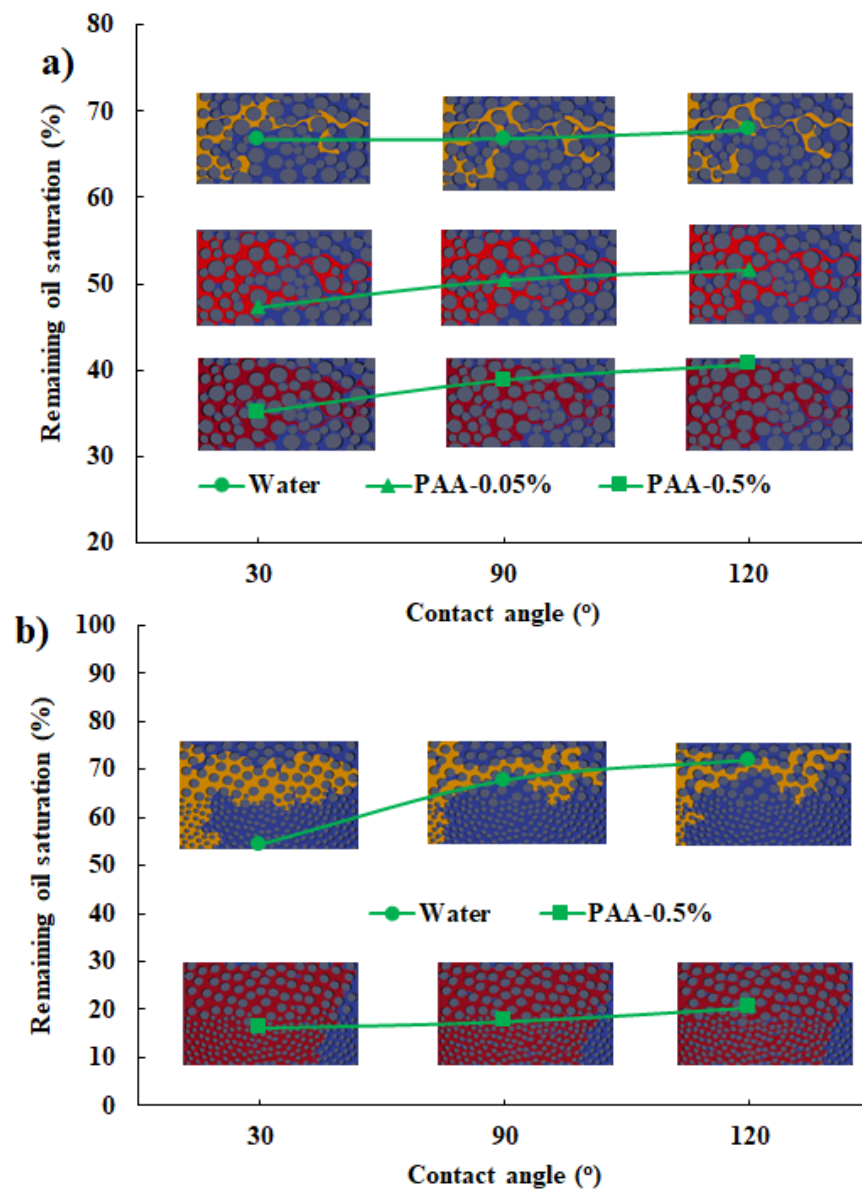 a)
Remaining oil saturation (%)
80
70
60
50
40
30
20
Water PAA-0.05% PAA-0.5%
30 90 120
Contact angle (º)
b)
Remaining oil saturation (%)
100
90
80
70
60
50
40
30
20
10
0
Water PAA-0.5%
30 90 120
Contact angle (º)